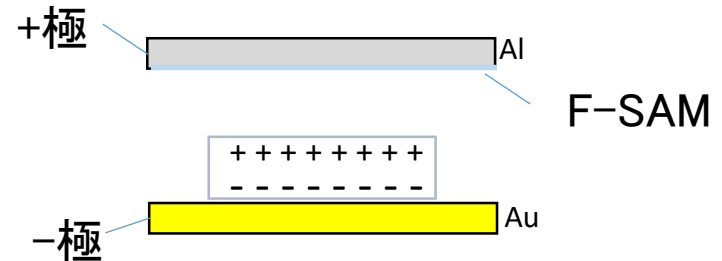 +極
Al
F-SAM
+ + + + + + + +
- - - - - - - -
Au
-極